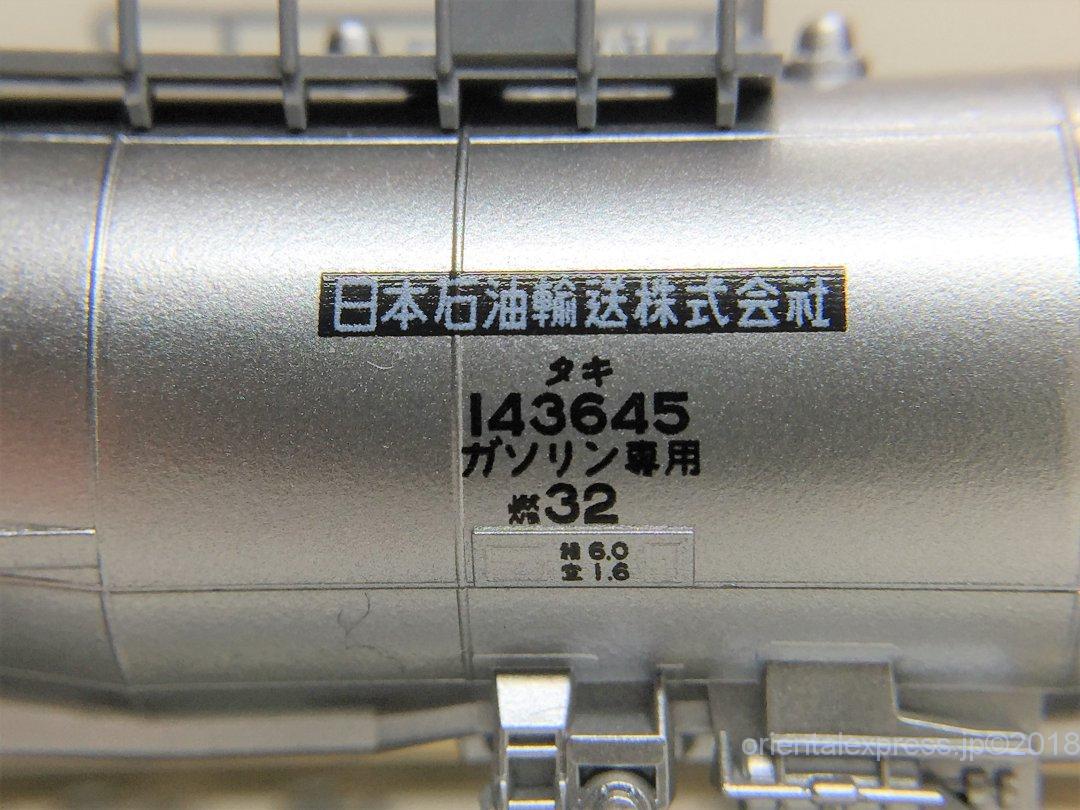 日本石油輸送株式会社
タキ
143645
ガソリン専用
燃32
積6.0
空1.6
orientalexpress.jp©2018